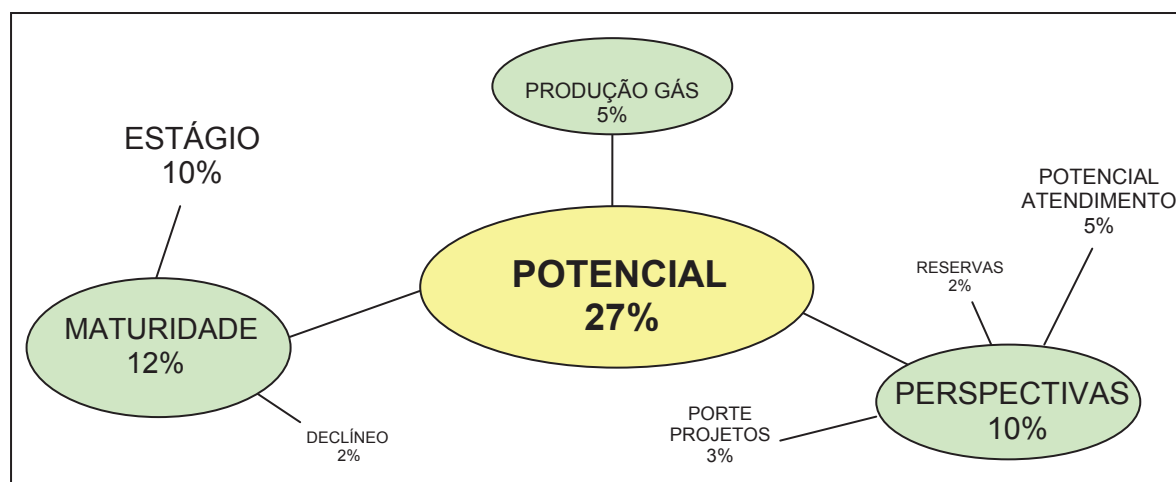 PRODUÇÃO GÁS
5%
ESTÁGIO
10%
POTENCIAL
ATENDIMENTO
5%
RESERVAS
2%
POTENCIAL
27%
MATURIDADE
12%
PERSPECTIVAS
10%
PORTE
PROJETOS
3%
DECLÍNEO
2%